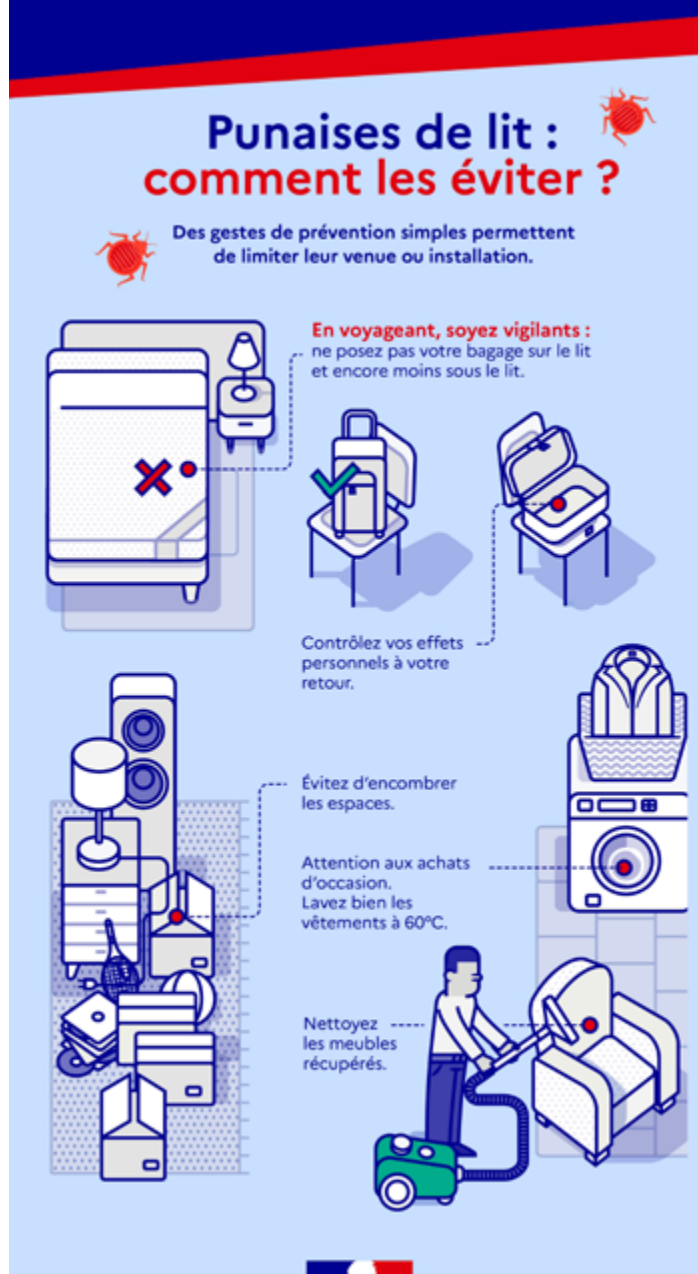 Punaises de lit :
comment les éviter ?
Des gestes de prévention simples permettent
de limiter leur venue ou installation.
En voyageant, soyez vigilants :
ne posez pas votre bagage sur le lit
et encore moins sous le lit.
Contrôlez vos effets
personnels à votre
retour.
Évitez d'encombrer
les espaces.
Attention aux achats
d'occasion.
Lavez bien les
vêtements à 60°C.
Nettoyez
les meubles
récupérés.